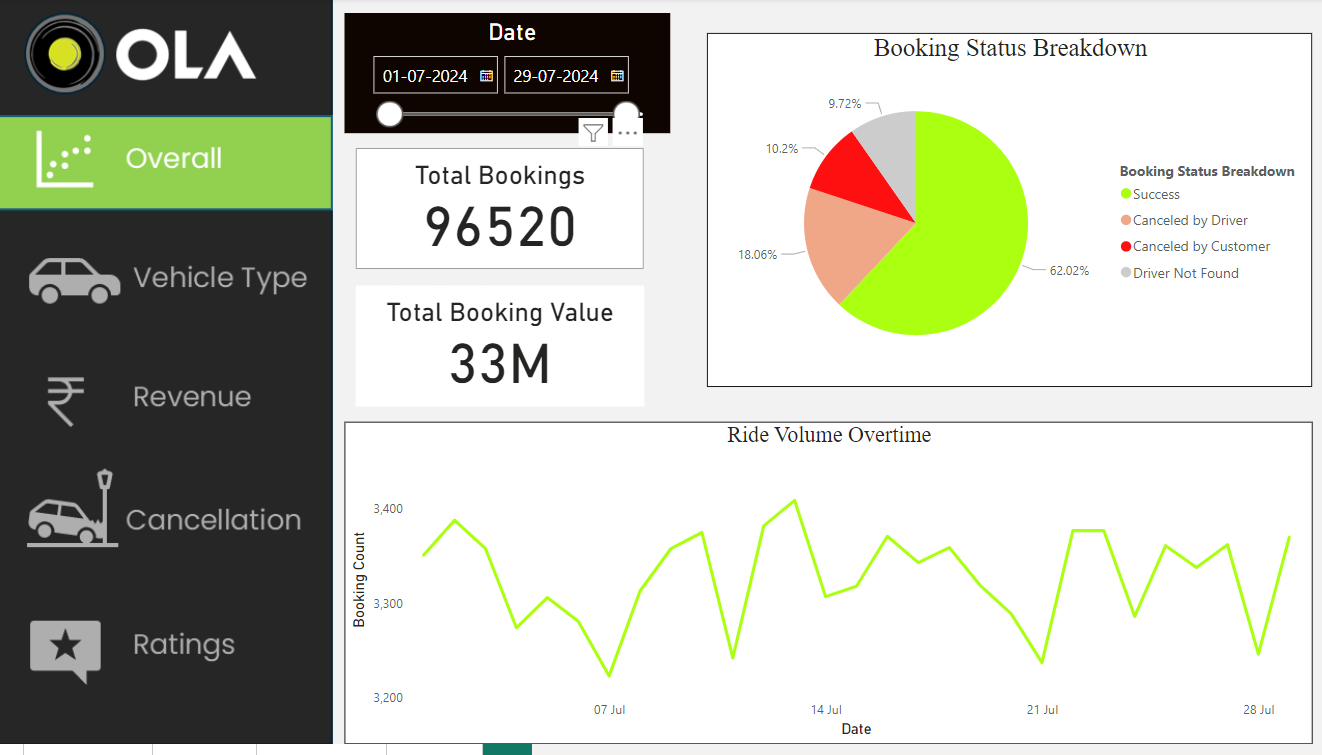 OLA
Overall
Vehicle Type
Revenue
Cancellation
Ratings
Date
01-07-2024
29-07-2024
Total Bookings
96520
Total Booking Value
33M
Booking Status Breakdown
9.72%
10.2%
18.06%
62.02%
Booking Status Breakdown
Success
Canceled by Driver
Canceled by Customer
Driver Not Found
Ride Volume Overtime
Booking Count
3,400
3,300
3,200
07 Jul
14 Jul
21 Jul
28 Jul
Date